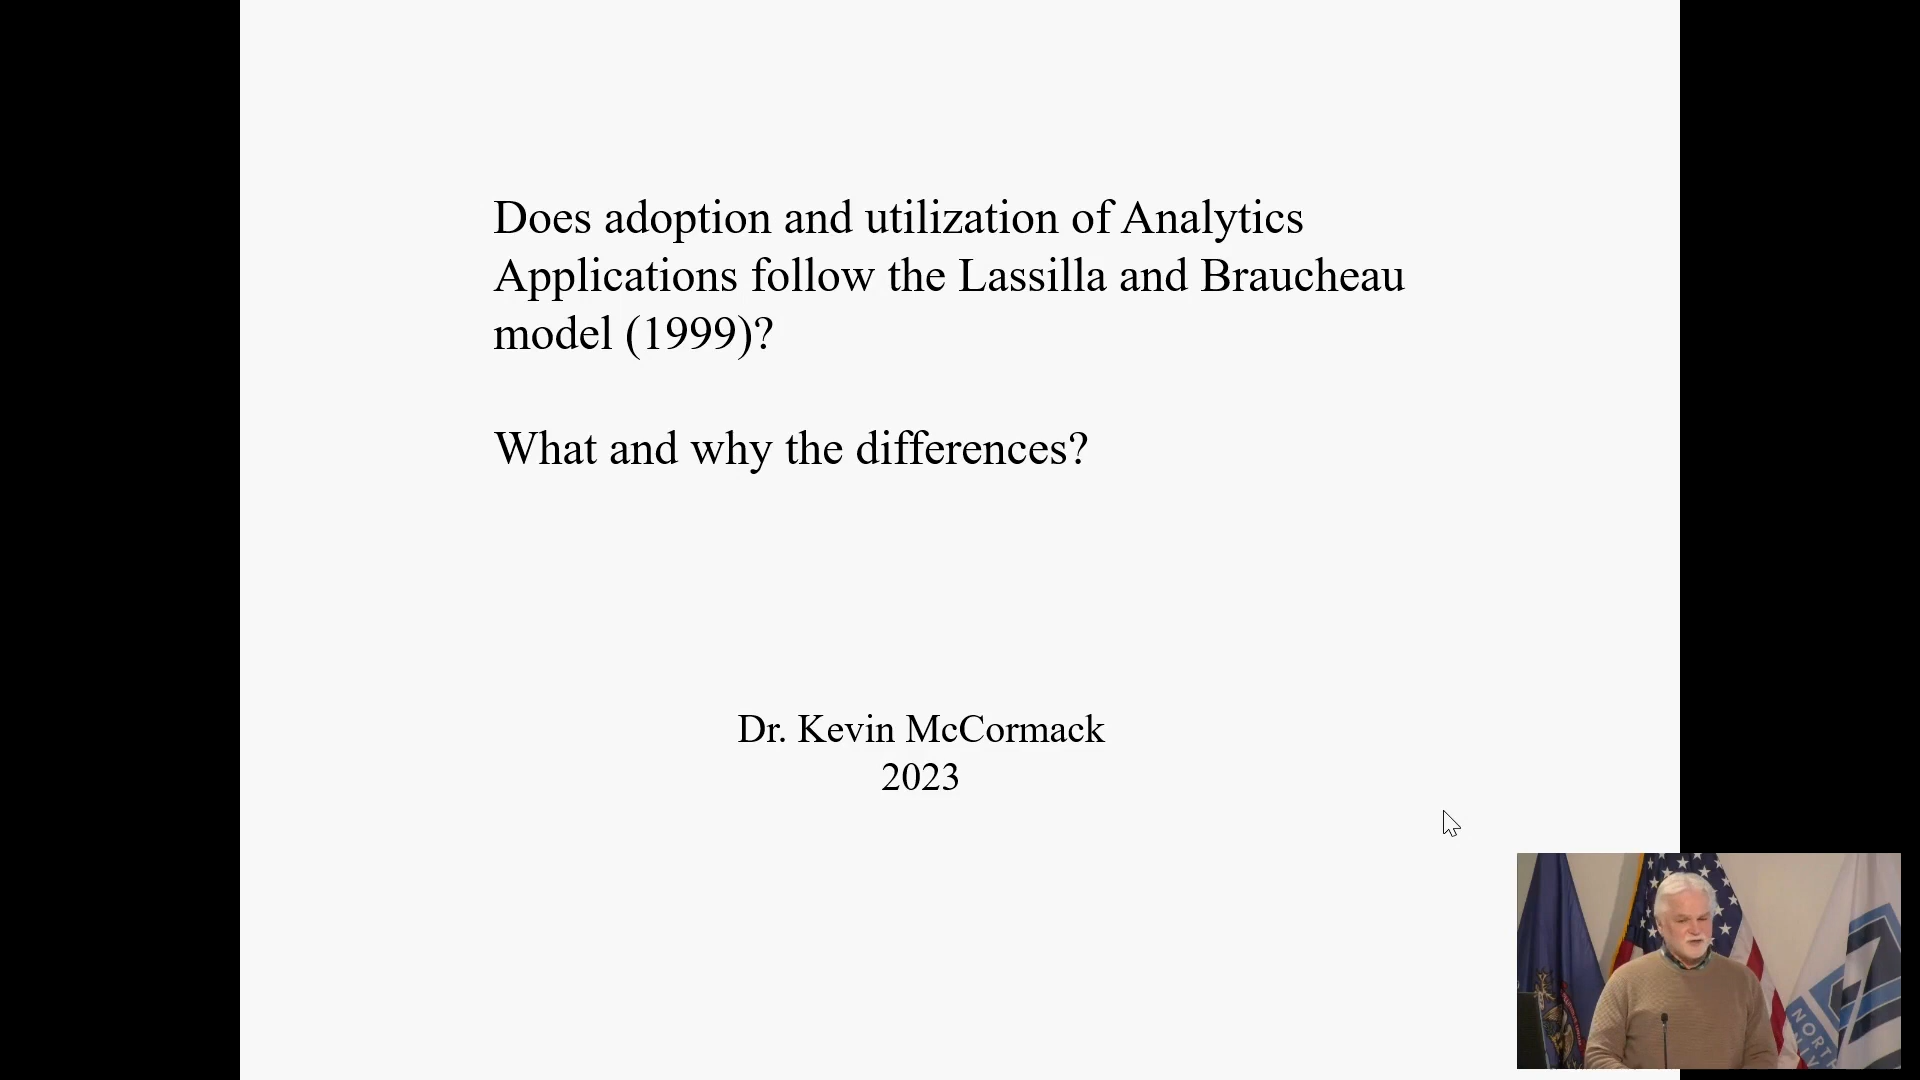 Does adoption and utilization of Analytics
Applications follow the Lassilla and Braucheau
model (1999)?
What and why the differences?
Dr. Kevin McCormack
2023
NORT